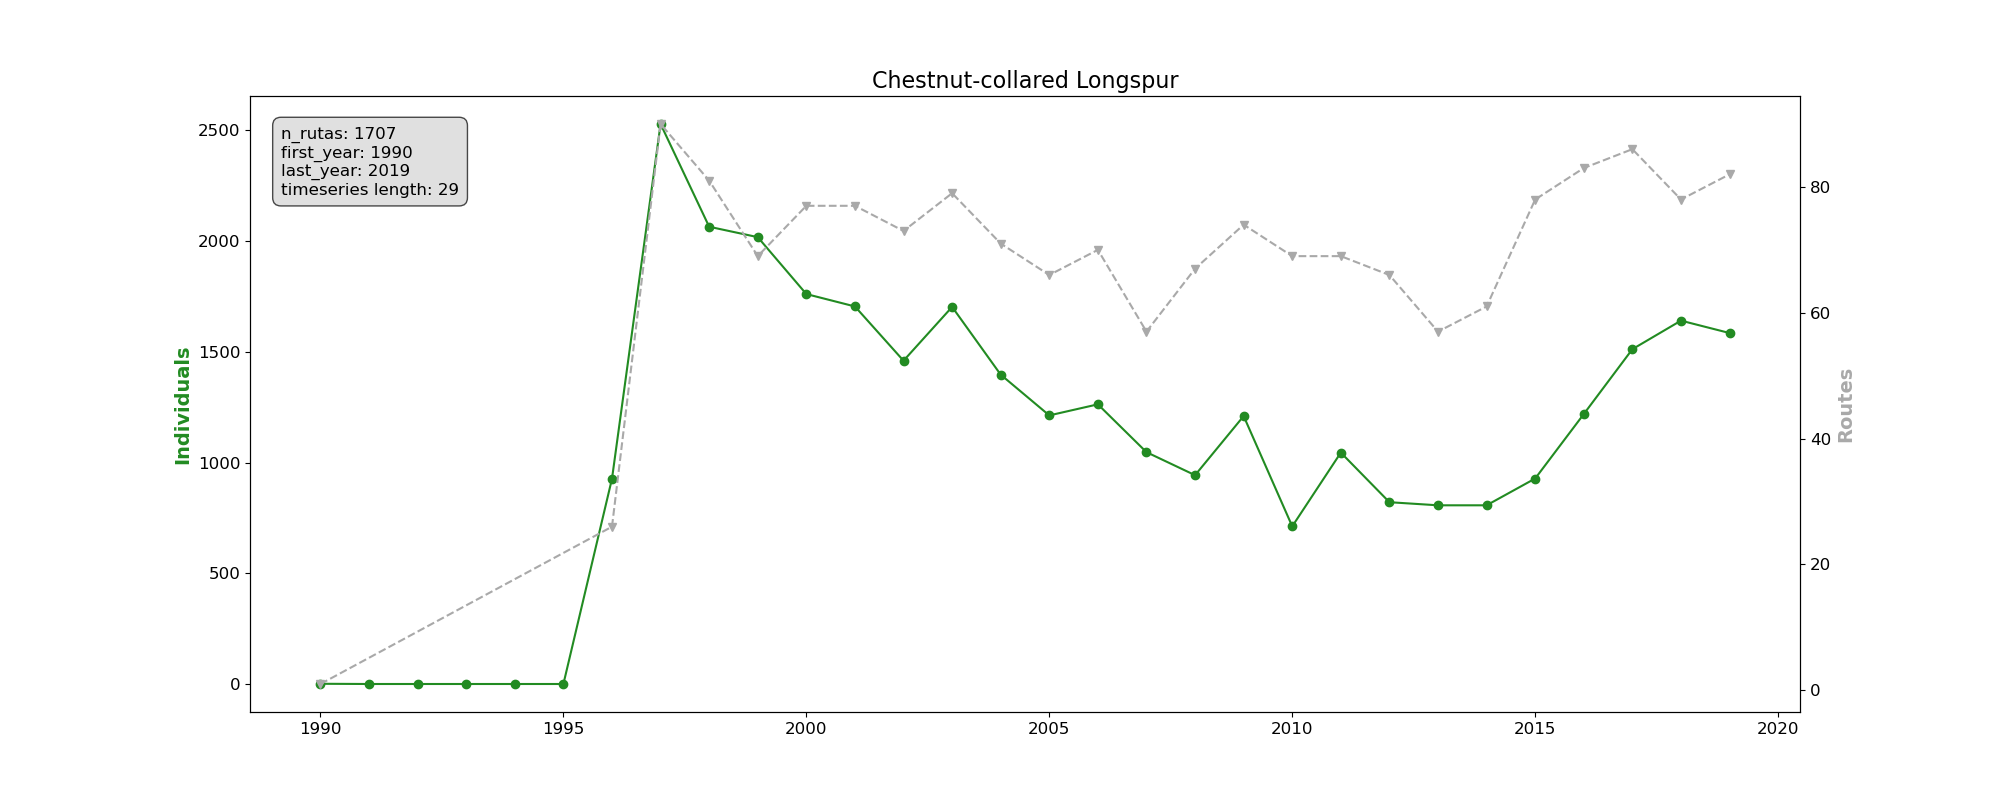 Chestnut-collared Longspur
n_rutas: 1707
first_year: 1990
last_year: 2019
timeseries length: 29
2500
2000
1500
1000
500
0
Individuals
80
60
40
20
0
Routes
1990 1995 2000 2005 2010 2015 2020